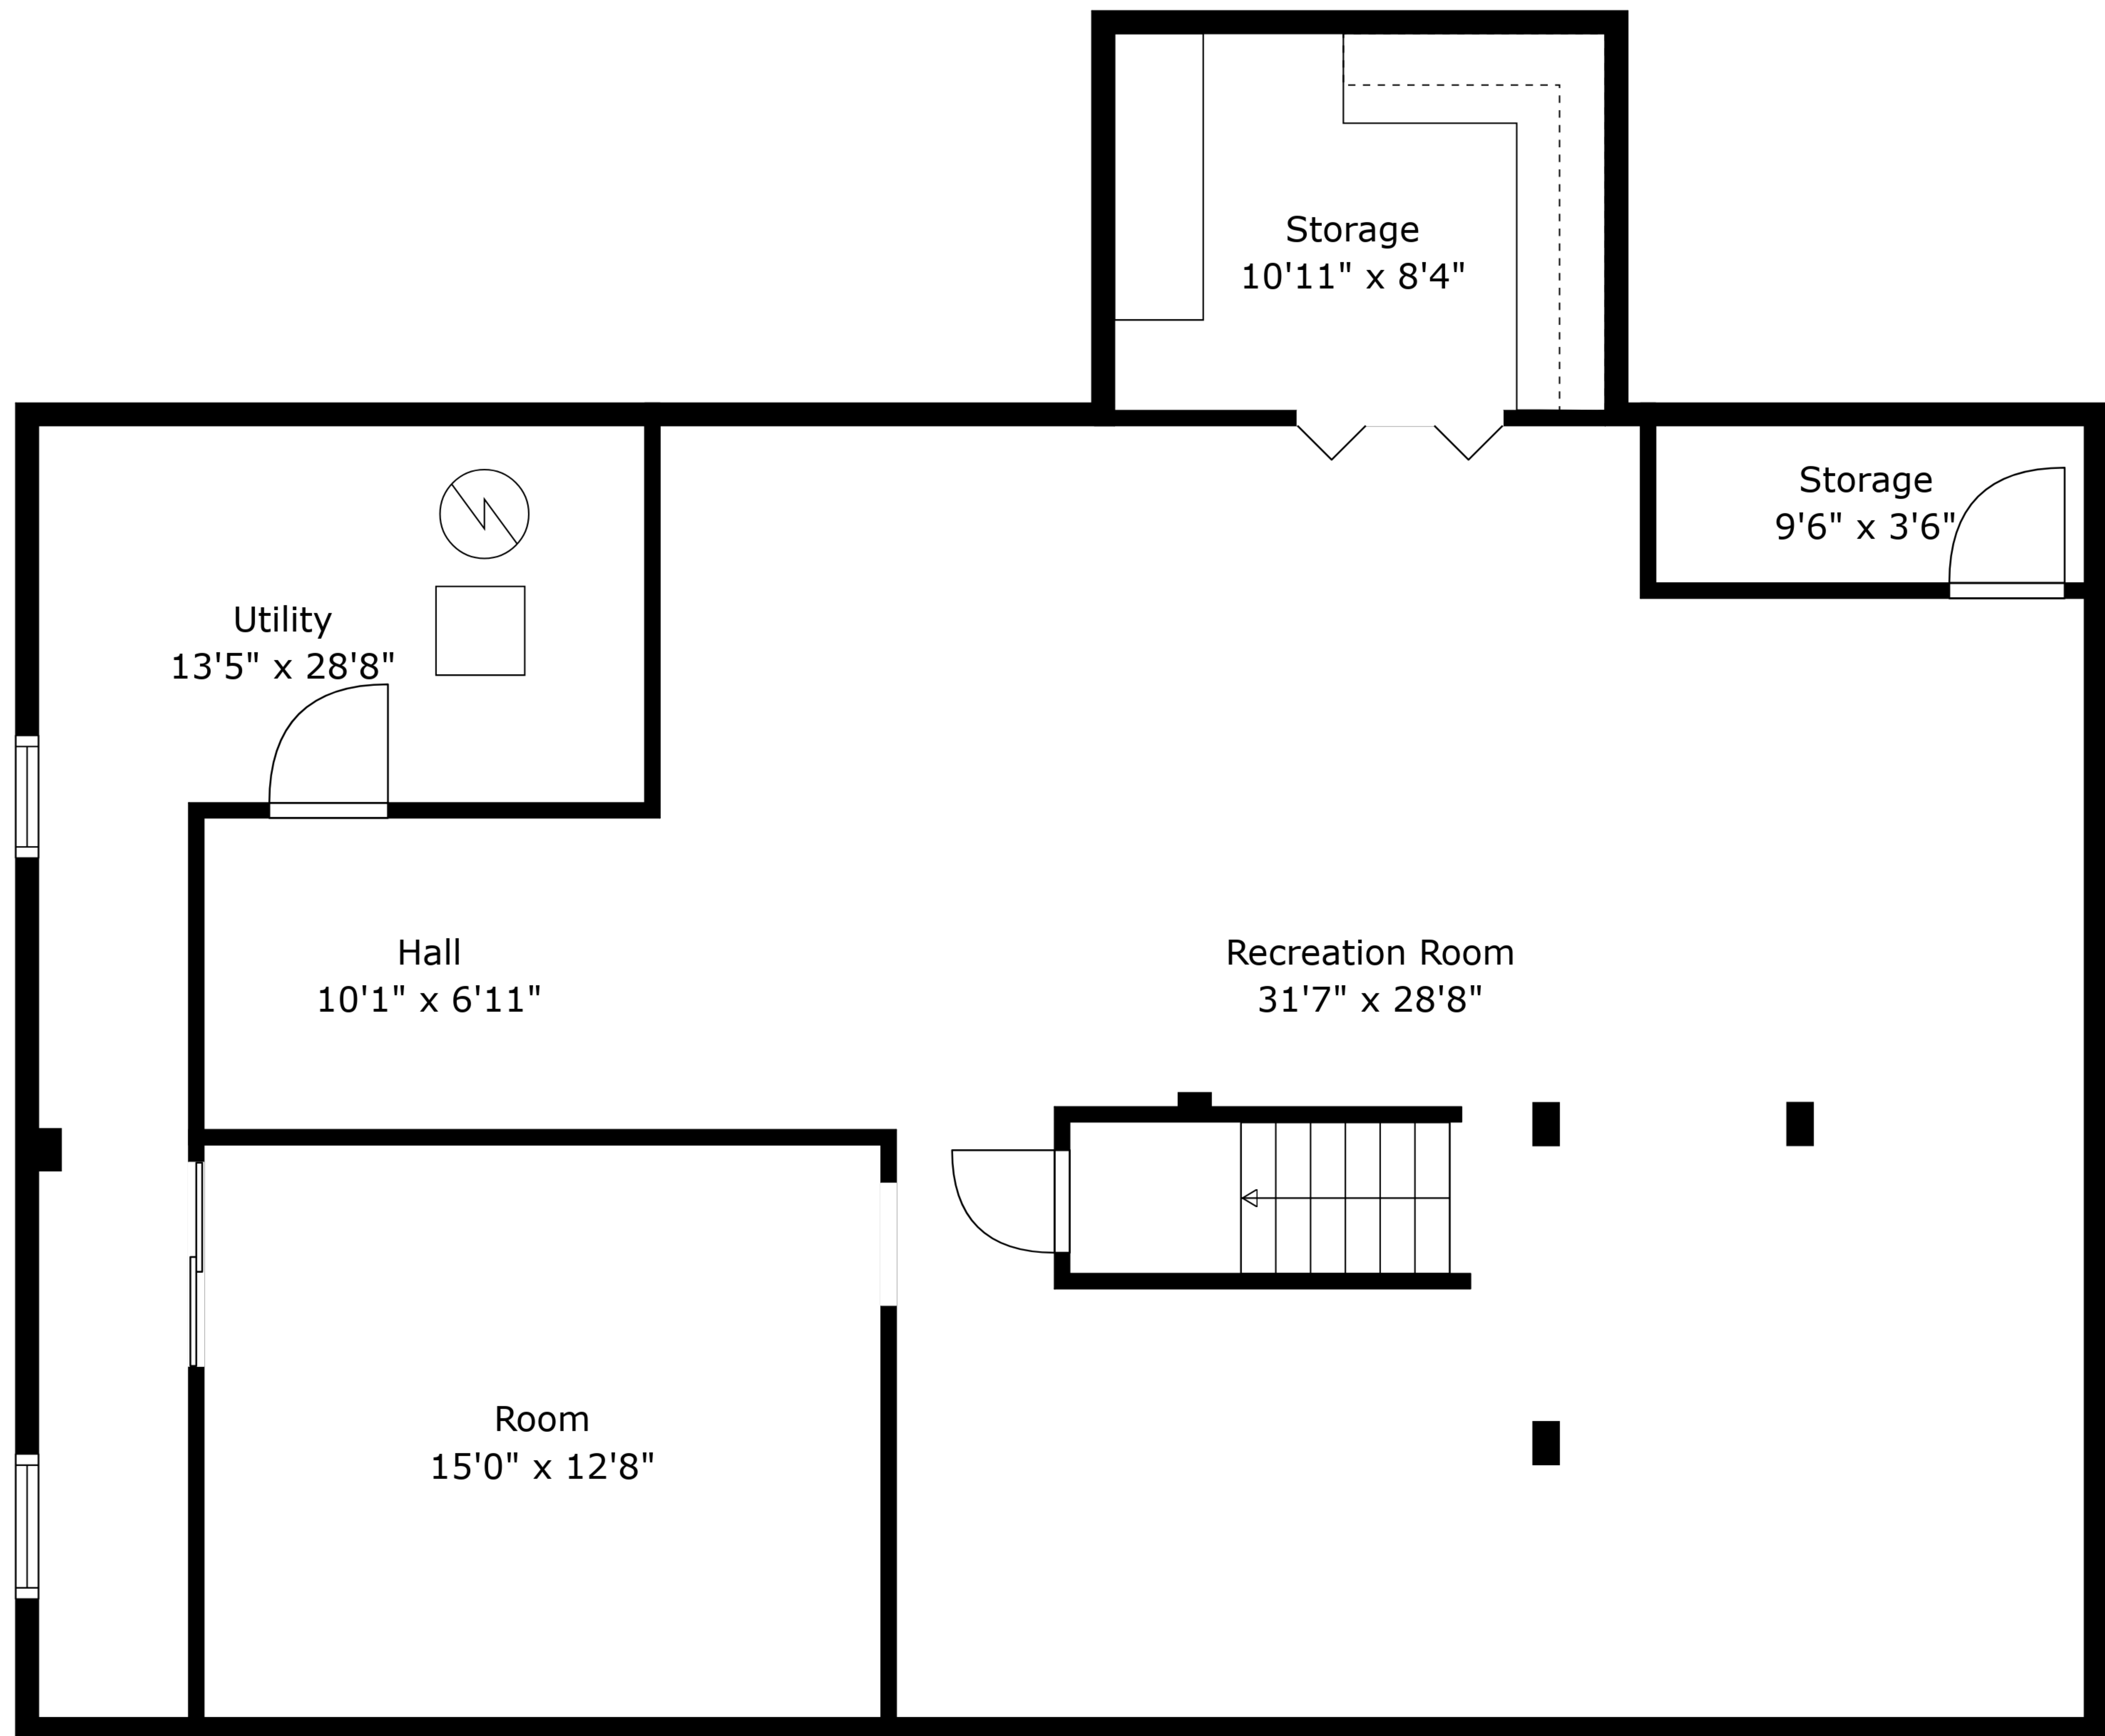 Storage
10'11" x 8'4"
Storage
9'6" x 3'6"
Utility
13'5" x 28'8"
Hall
10'1" x 6'11"
Recreation Room
31'7" x 28'8"
Room
15'0" x 12'8"